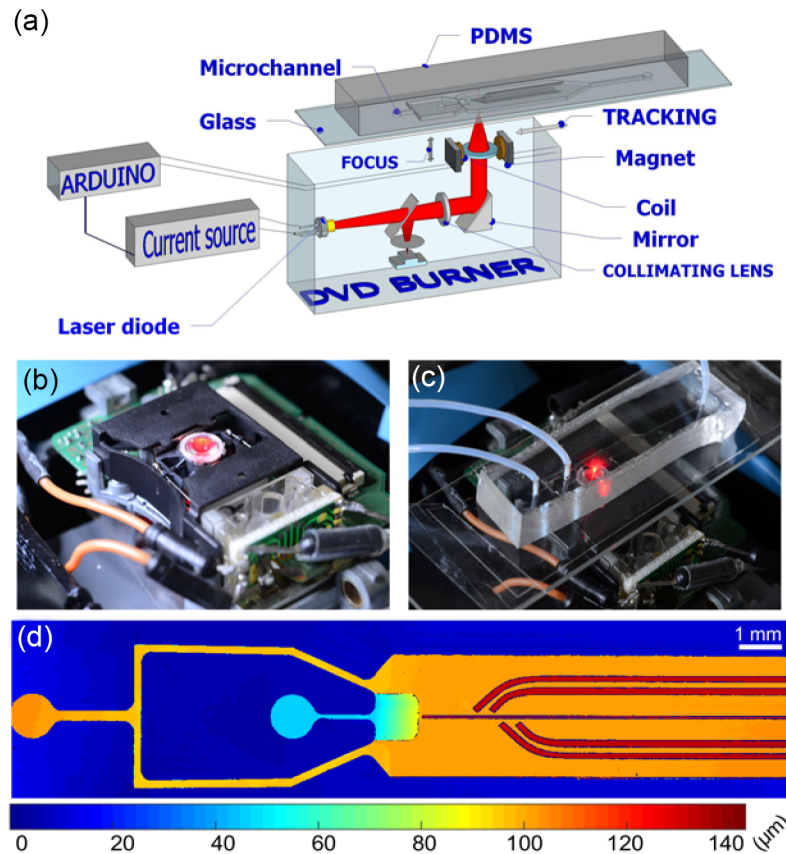 (a)
PDMS
Microchannel
Glass
TRACKING
FOCUS
Magnet
ARDUINO
Coil
Current source
Mirror
COLLIMATING LENS
DVD BURNER
Laser diode
(b)
(c)
(d)
1 mm
0 20 40 60 80 100 120 140 (μm)